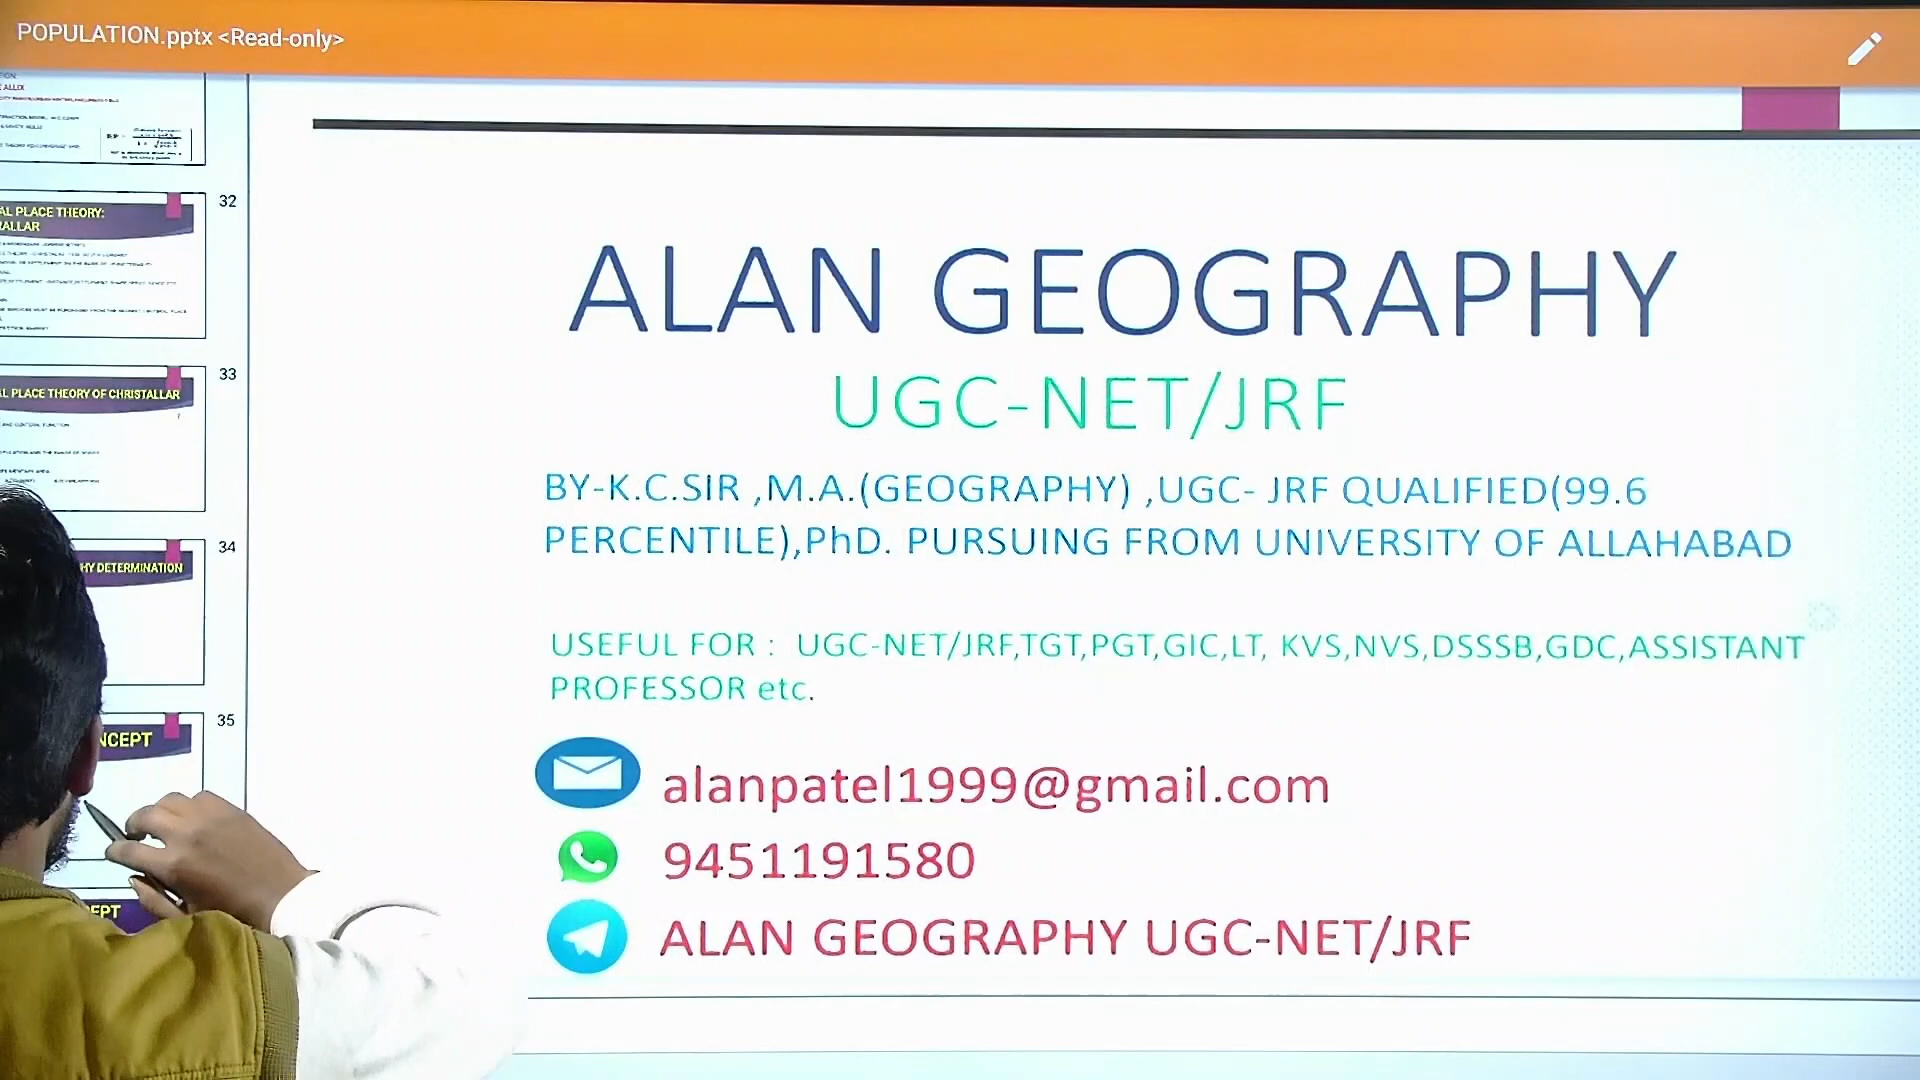 POPULATION.pptx <Read-only>
ALLIX
32
AL PLACE THEORY:
RALLAR
33
AL PLACE THEORY OF CHRISTALLAR
34
HY DETERMINATION
35
NCEPT
EPT
ALAN GEOGRAPHY
UGC-NET/JRF
BY-K.C.SIR ,M.A.(GEOGRAPHY) ,UGC- JRF QUALIFIED(99.6
PERCENTILE),PhD. PURSUING FROM UNIVERSITY OF ALLAHABAD
USEFUL FOR : UGC-NET/JRF,TGT,PGT,GIC,LT, KVS,NVS,DSSSB,GDC,ASSISTANT
PROFESSOR etc.
alanpatel1999@gmail.com
9451191580
ALAN GEOGRAPHY UGC-NET/JRF